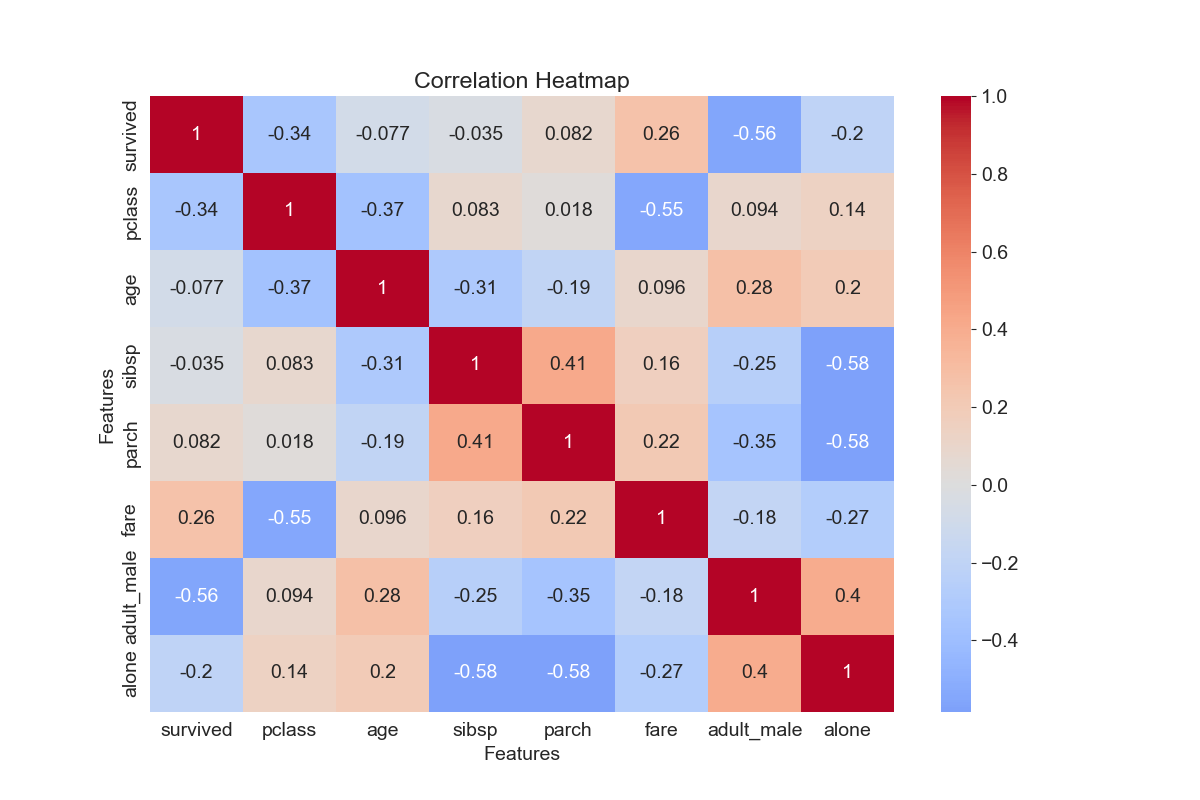 Correlation Heatmap
Features
survived 1 -0.34 -0.077 -0.035 0.082 0.26 -0.56 -0.2
pclass -0.34 1 -0.37 0.083 0.018 -0.55 0.094 0.14
age -0.077 -0.37 1 -0.31 -0.19 0.096 0.28 0.2
sibsp -0.035 0.083 -0.31 1 0.41 0.16 -0.25 -0.58
parch 0.082 0.018 -0.19 0.41 1 0.22 -0.35 -0.58
fare 0.26 -0.55 0.096 0.16 0.22 1 -0.18 -0.27
adult_male -0.56 0.094 0.28 -0.25 -0.35 -0.18 1 0.4
alone -0.2 0.14 0.2 -0.58 -0.58 -0.27 0.4 1
survived pclass age sibsp parch fare adult_male alone
Features
1.0
0.8
0.6
0.4
0.2
0.0
−0.2
−0.4